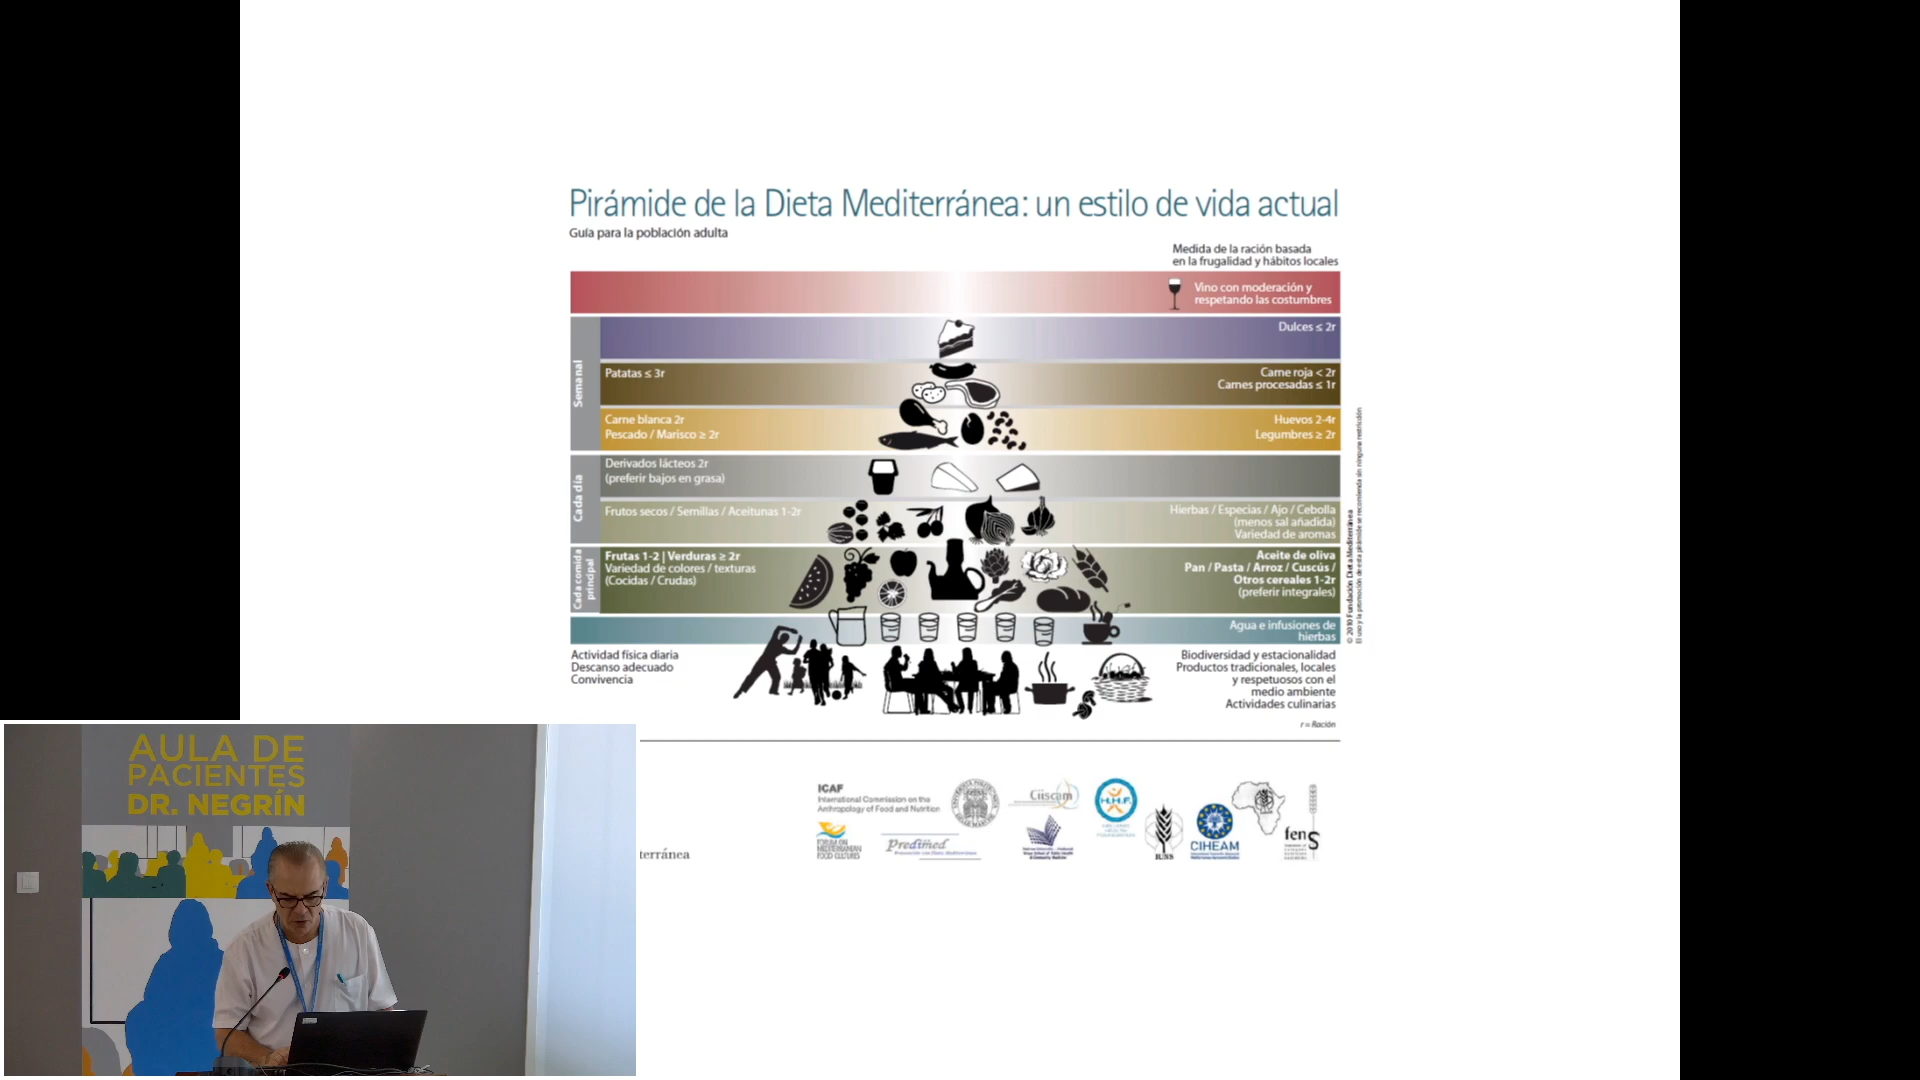 Pirámide de la Dieta Mediterránea: un estilo de vida actual
Guía para la población adulta
Medida de la ración basada
en la frugalidad y hábitos locales
Vino con moderación y
respetando las costumbres
Semanal
Dulces ≤ 2r
Patatas ≤ 3r
Carne roja < 2r
Carnes procesadas ≤ 1r
Carne blanca 2r
Pescado / Marisco ≥ 2r
Huevos 2-4r
Legumbres ≥ 2r
Cada día
Derivados lácteos 2r
(preferir bajos en grasa)
Frutos secos / Semillas / Aceitunas 1-2r
Hierbas / Especias / Ajo / Cebolla
(menos sal añadida)
Variedad de aromas
Cada comida
principal
Frutas 1-2 | Verduras ≥ 2r
Variedad de colores / texturas
(Cocidas / Crudas)
Aceite de oliva
Pan / Pasta / Arroz / Cuscús /
Otros cereales 1-2r
(preferir integrales)
Agua e infusiones de
hierbas
Actividad física diaria
Descanso adecuado
Convivencia
Biodiversidad y estacionalidad
Productos tradicionales, locales
y respetuosos con el
medio ambiente
Actividades culinarias
r = Ración
© 2010 Fundación Dieta Mediterránea
El uso y la promoción de esta pirámide se recomienda sin ninguna restricción
ICAF
International Commission on the
Anthropology of Food and Nutrition
Ciiscam
H.H.F.
FORUM ON
MEDITERRANEAN
FOOD CULTURES
Predimed
IUNS
CIHEAM
fens
terránea
AULA DE
PACIENTES
DR. NEGRÍN